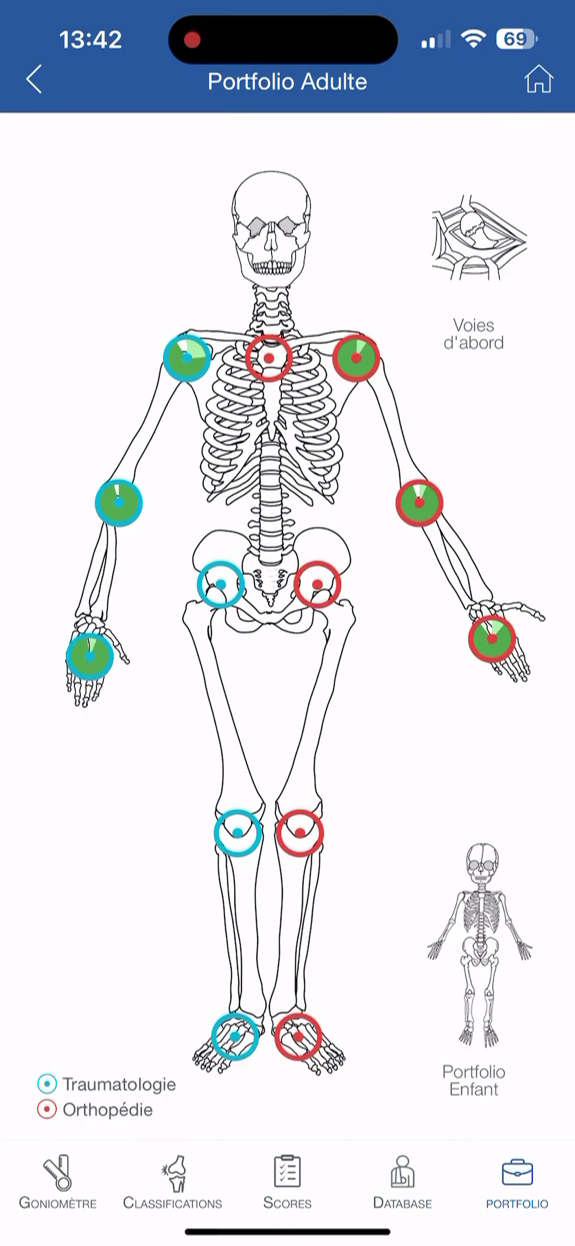 13:42
69
Portfolio Adulte
Voies
d'abord
Portfolio
Enfant
Traumatologie
Orthopédie
GONIOMÈTRE
CLASSIFICATIONS
SCORES
DATABASE
PORTFOLIO